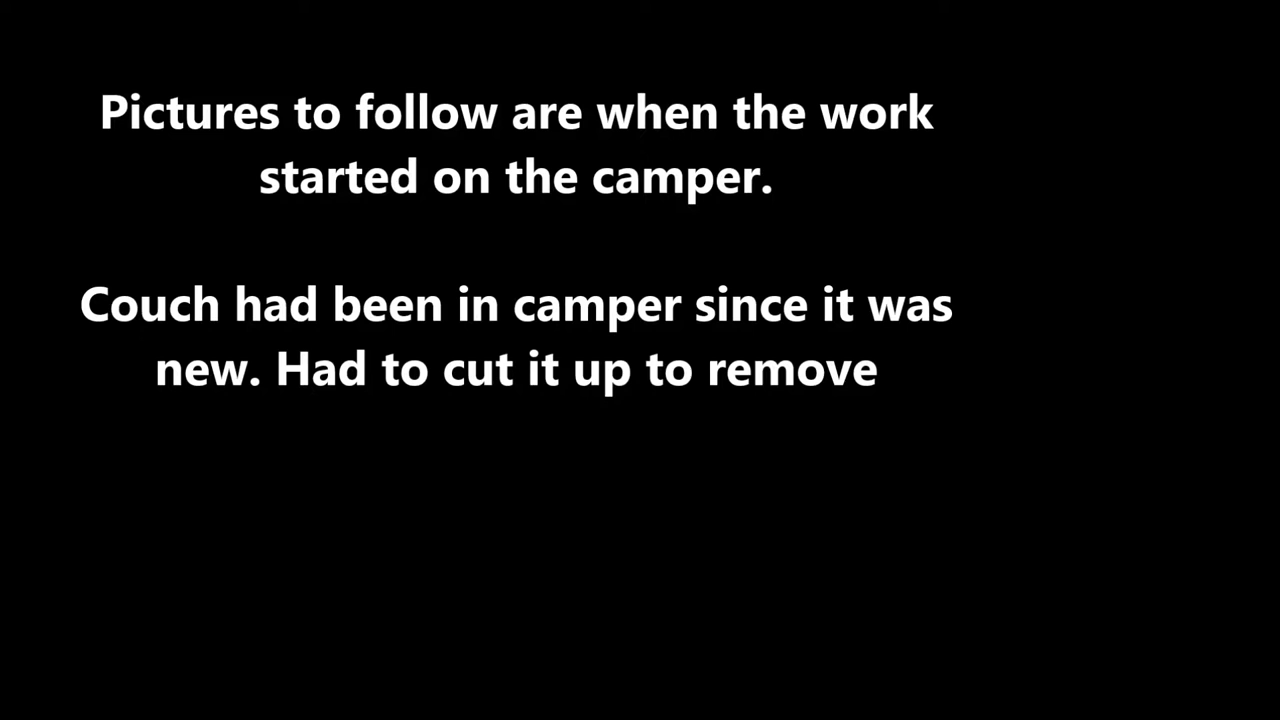 Pictures to follow are when the work
started on the camper.
Couch had been in camper since it was
new. Had to cut it up to remove